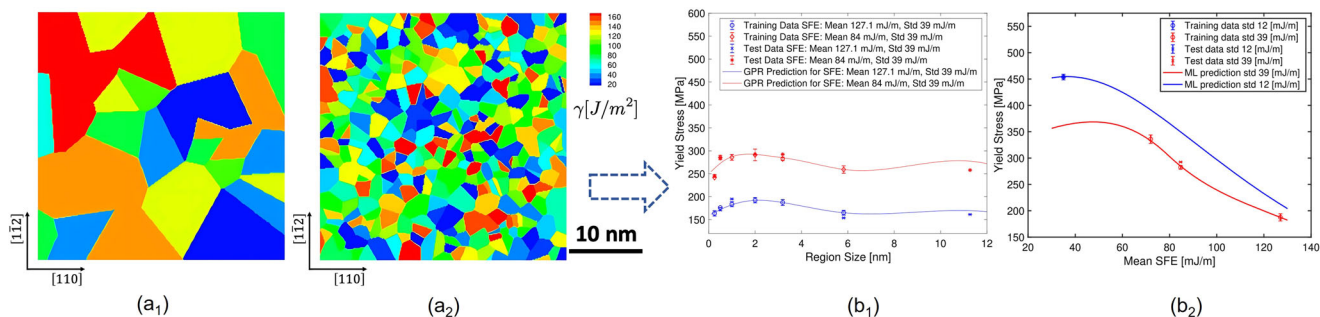 [1̄1̄2]
[110]
(a1)
[1̄1̄2]
[110]
(a2)
160
140
120
100
80
60
40
20
γ[J/m²]
10 nm
Yield Stress [MPa]
600
550
500
450
400
350
300
250
200
150
Training Data SFE: Mean 127.1 mJ/m, Std 39 mJ/m
Training Data SFE: Mean 84 mJ/m, Std 39 mJ/m
Test Data SFE: Mean 127.1 mJ/m, Std 39 mJ/m
Test Data SFE: Mean 84 mJ/m, Std 39 mJ/m
GPR Prediction for SFE: Mean 127.1 mJ/m, Std 39 mJ/m
GPR Prediction for SFE: Mean 84 mJ/m, Std 39 mJ/m
0 2 4 6 8 10 12
Region Size [nm]
(b1)
Yield Stress [MPa]
550
500
450
400
350
300
250
200
150
100
50
Training data std 12 [mJ/m]
Training data std 39 [mJ/m]
Test data std 12 [mJ/m]
Test data std 39 [mJ/m]
ML prediction std 39 [mJ/m]
ML prediction std 12 [mJ/m]
20 40 60 80 100 120 140
Mean SFE [mJ/m]
(b2)